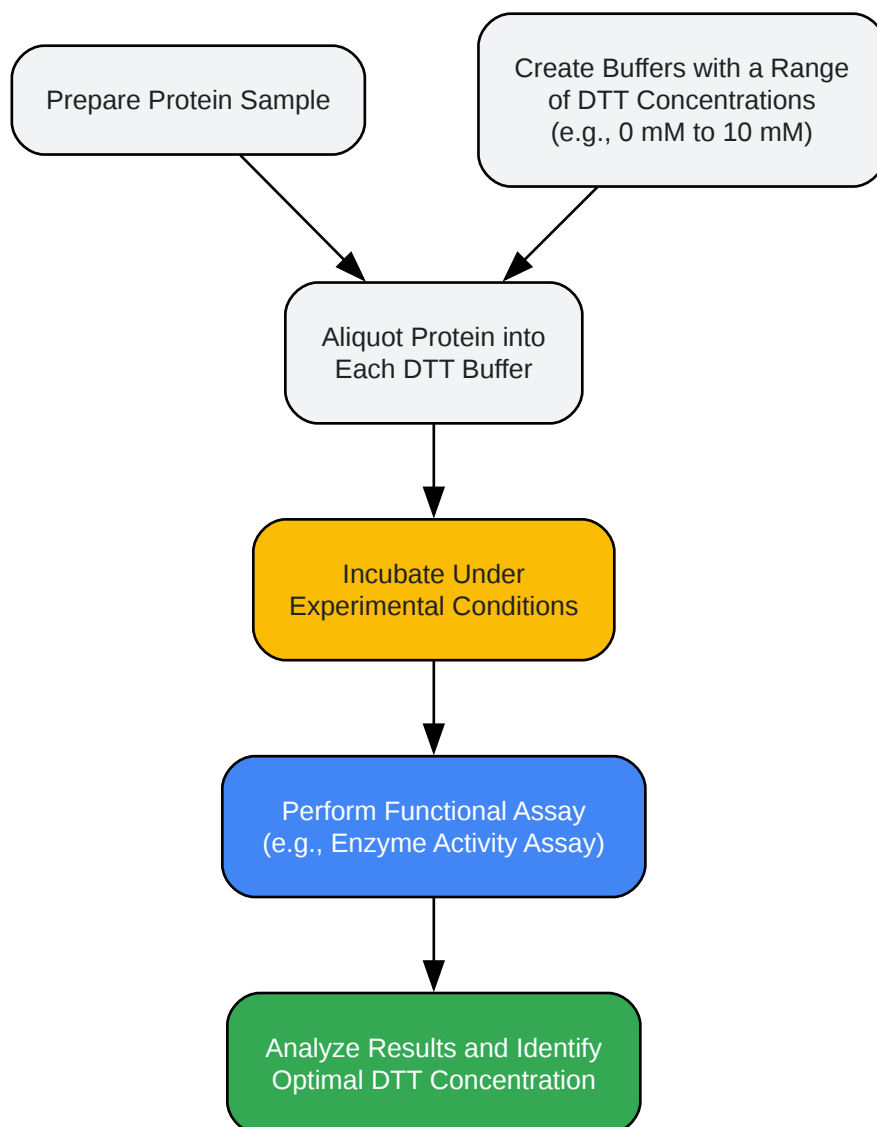 Prepare Protein Sample
Create Buffers with a Range
of DTT Concentrations
(e.g., 0 mM to 10 mM)
Aliquot Protein into
Each DTT Buffer
Incubate Under
Experimental Conditions
Perform Functional Assay
(e.g., Enzyme Activity Assay)
Analyze Results and Identify
Optimal DTT Concentration